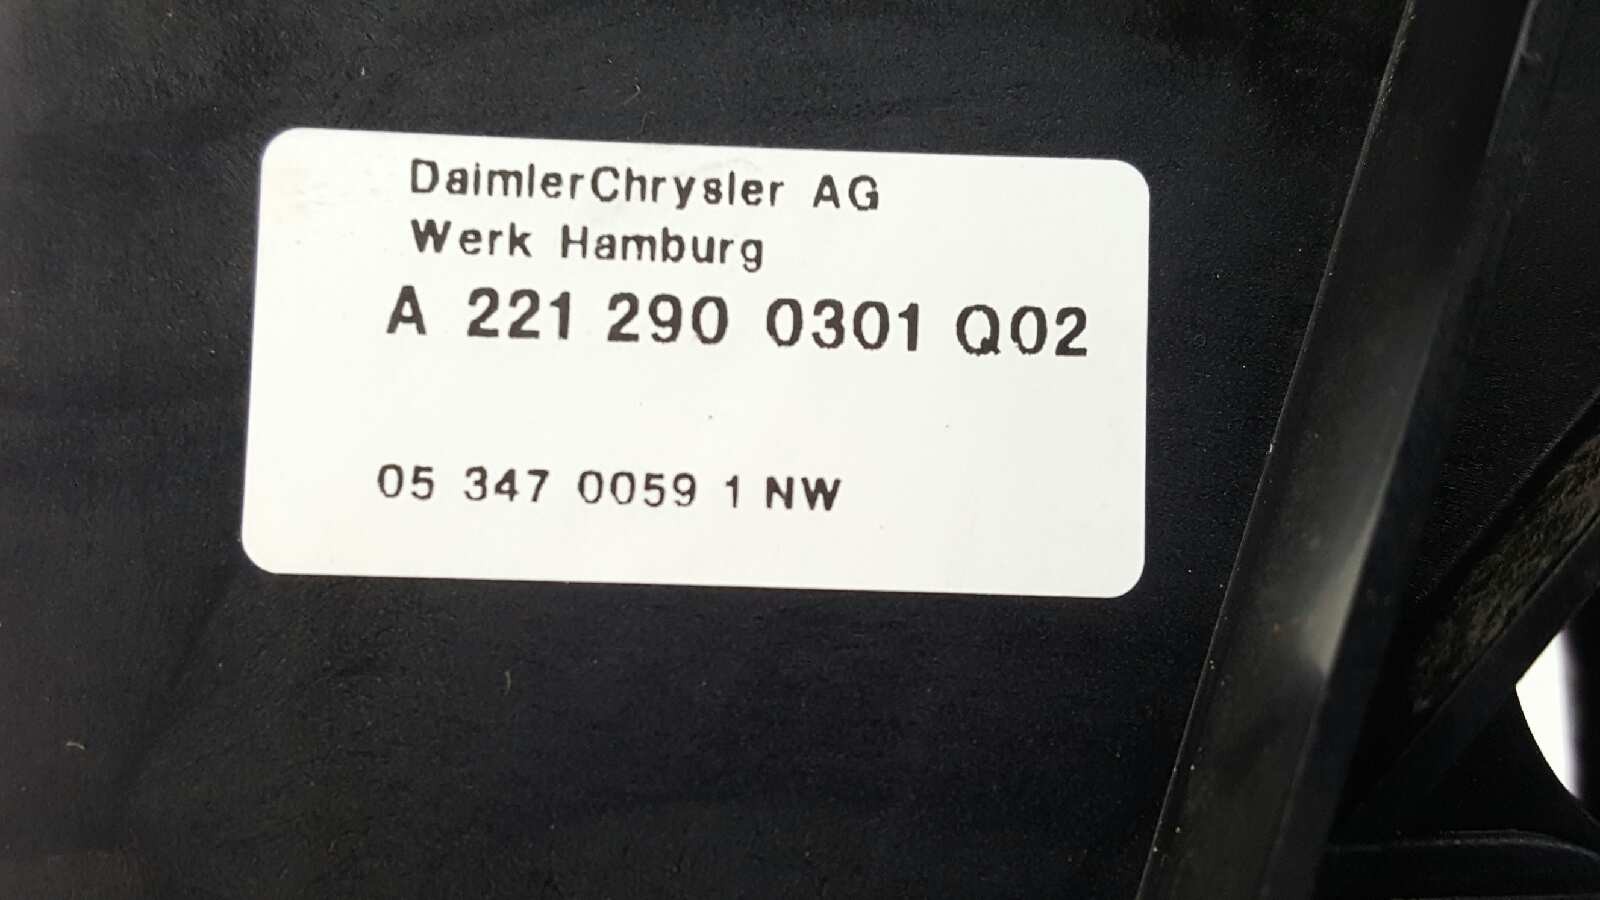 DaimlerChrysler AG
Werk Hamburg
A 221 290 0301 Q02
05 347 0059 1 NW